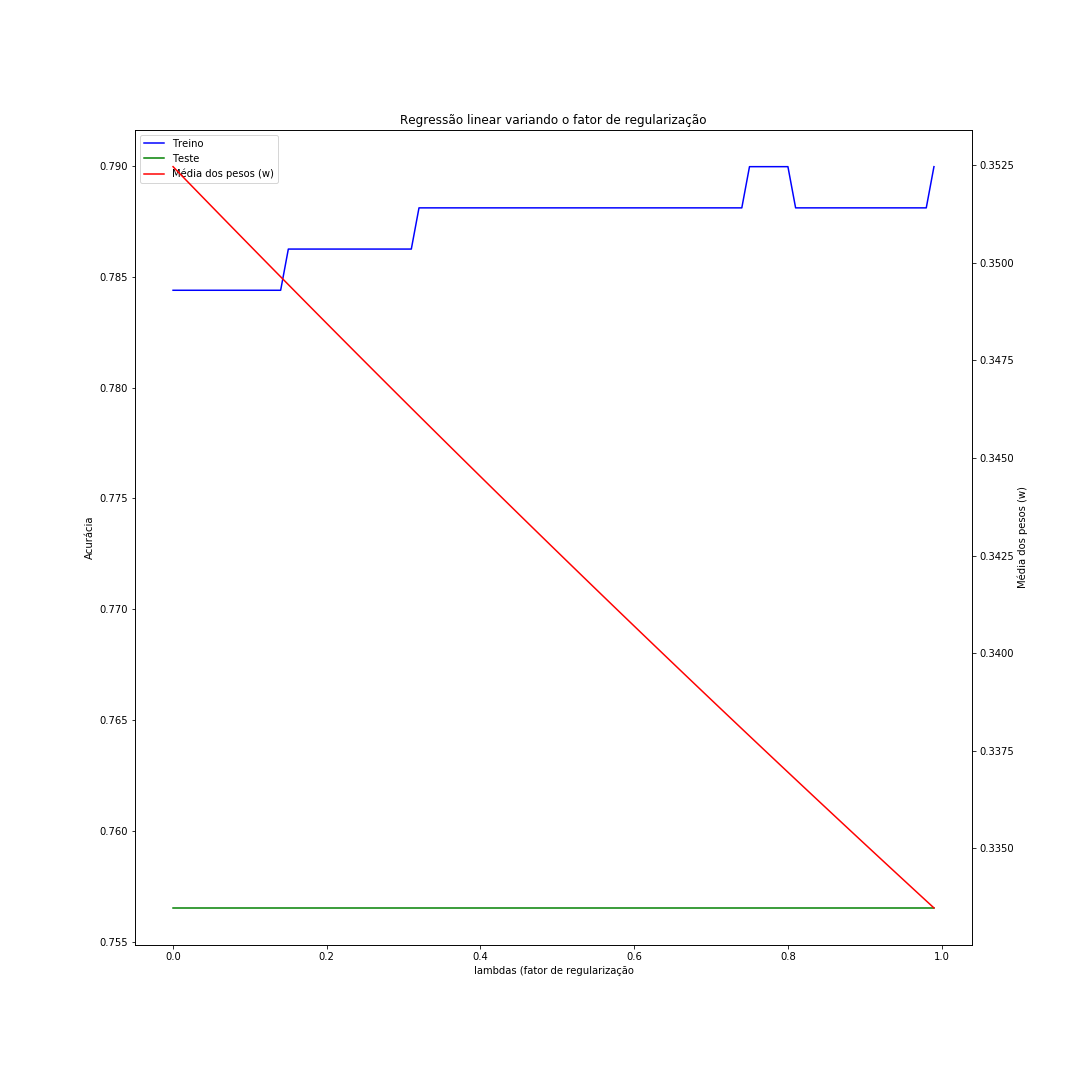 Regressão linear variando o fator de regularização
Treino
Teste
Média dos pesos (w)
0.790
0.785
0.780
0.775
0.770
0.765
0.760
0.755
Acurácia
0.3525
0.3500
0.3475
0.3450
0.3425
0.3400
0.3375
0.3350
Média dos pesos (w)
0.0 0.2 0.4 0.6 0.8 1.0
lambdas (fator de regularização